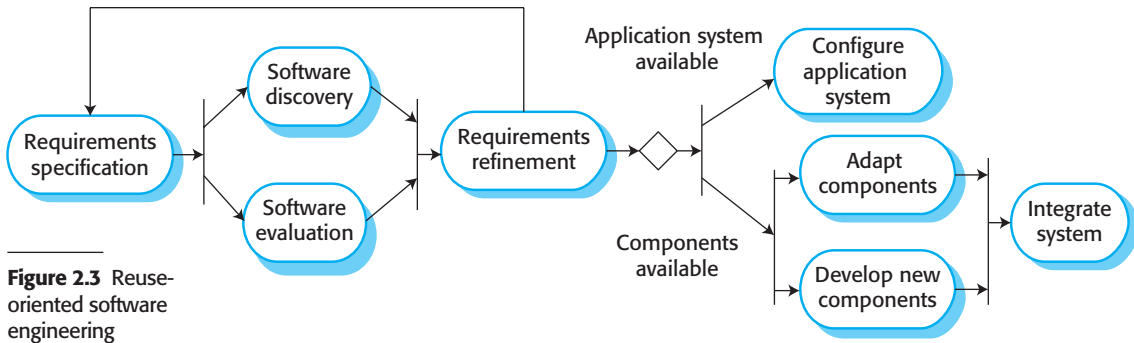 Requirements
specification
Software
discovery
Software
evaluation
Requirements
refinement
Application system
available
Configure
application
system
Components
available
Adapt
components
Develop new
components
Integrate
system
Figure 2.3 Reuse-
oriented software
engineering